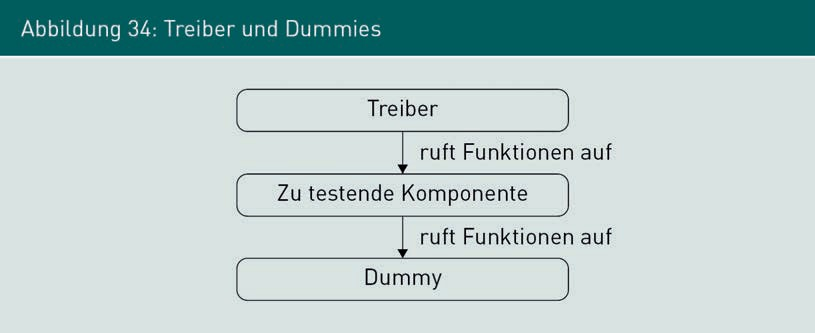 Abbildung 34: Treiber und Dummies
Treiber
ruft Funktionen auf
Zu testende Komponente
ruft Funktionen auf
Dummy